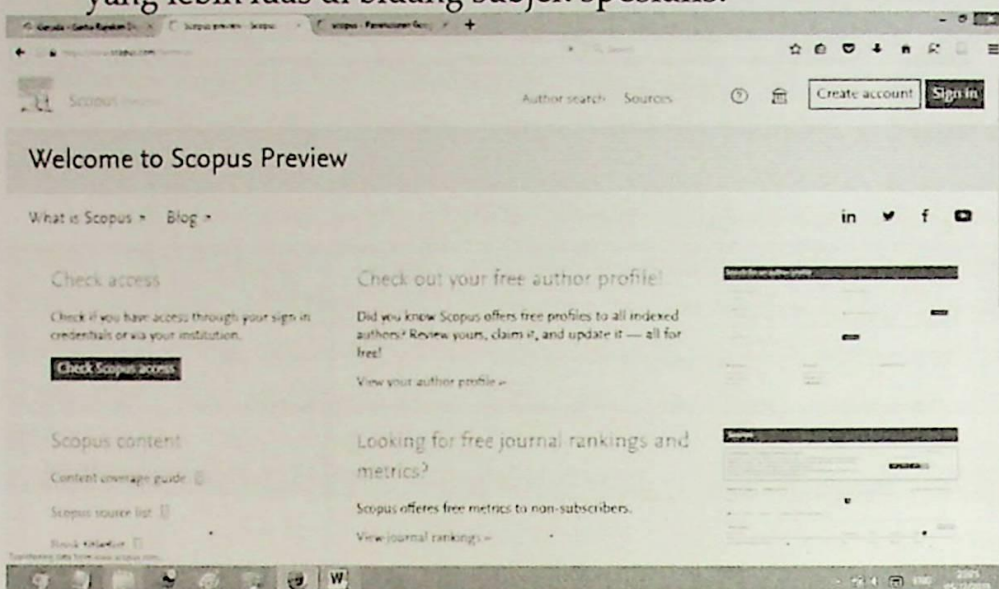 yang lebih luas di bidang subjek spesialis.
Scopus preview - Scopus
Scopus
Author search Sources
Create account
Sign in
Welcome to Scopus Preview
What is Scopus
Blog
Check access
Check if you have access through your sign in
credentials or via your institution.
Check Scopus access
Check out your free author profile!
Did you know Scopus offers free profiles to all indexed
authors? Review yours, claim it, and update it — all for
free!
View your author profile
Scopus content
Content coverage guide
Scopus source list
Looking for free journal rankings and
metrics?
Scopus offeres free metrics to non-subscribers.
View journal rankings